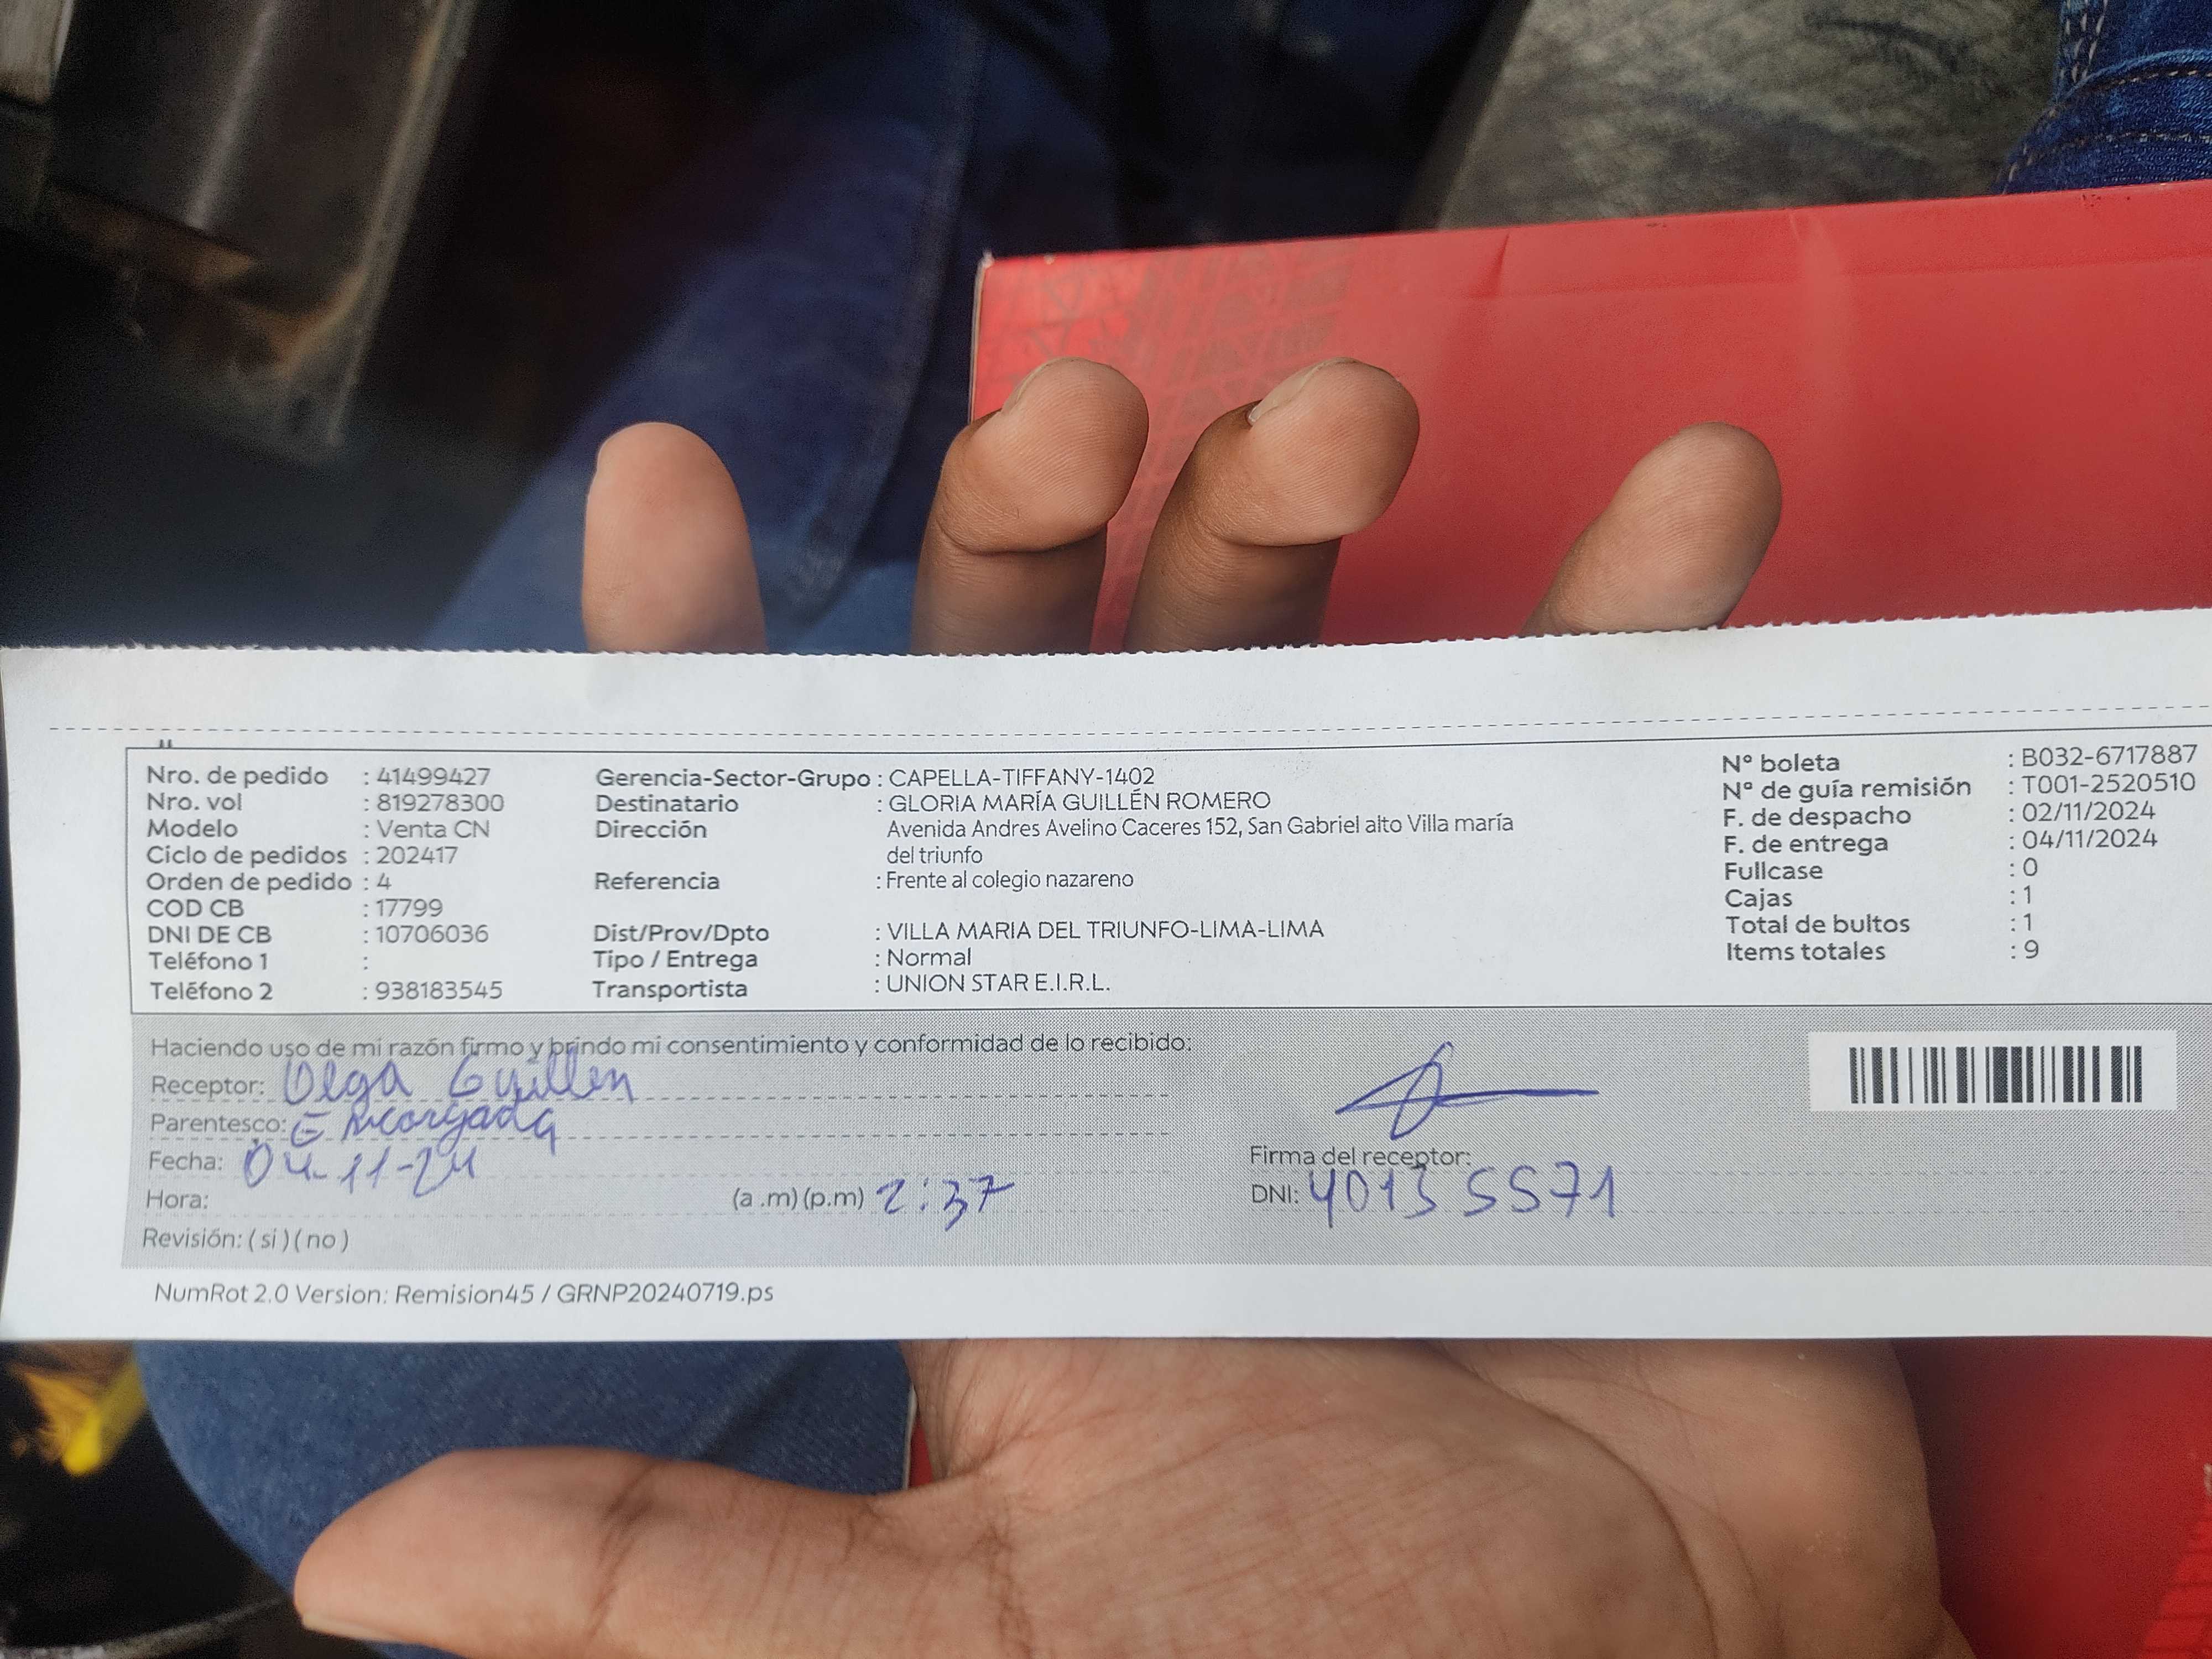 Nro. de pedido : 41499427
Nro. vol : 819278300
Modelo : Venta CN
Ciclo de pedidos : 202417
Orden de pedido : 4
COD CB : 17799
DNI DE CB : 10706036
Teléfono 1 :
Teléfono 2 : 938183545
Gerencia-Sector-Grupo : CAPELLA-TIFFANY-1402
Destinatario : GLORIA MARÍA GUILLÉN ROMERO
Dirección Avenida Andres Avelino Caceres 152, San Gabriel alto Villa maría
del triunfo
Referencia : Frente al colegio nazareno
Dist/Prov/Dpto : VILLA MARIA DEL TRIUNFO-LIMA-LIMA
Tipo / Entrega : Normal
Transportista : UNION STAR E.I.R.L.
N° boleta : B032-6717887
N° de guía remisión : T001-2520510
F. de despacho : 02/11/2024
F. de entrega : 04/11/2024
Fullcase : 0
Cajas : 1
Total de bultos : 1
Items totales : 9
Haciendo uso de mi razón firmo y brindo mi consentimiento y conformidad de lo recibido:
Receptor: Olga Guillen
Parentesco: Encargada
Fecha: 04-11-24
Hora: (a .m) (p.m) 2:37
Revisión: ( si ) ( no )
Firma del receptor:
DNI: 40135571
NumRot 2.0 Version: Remision45 / GRNP20240719.ps